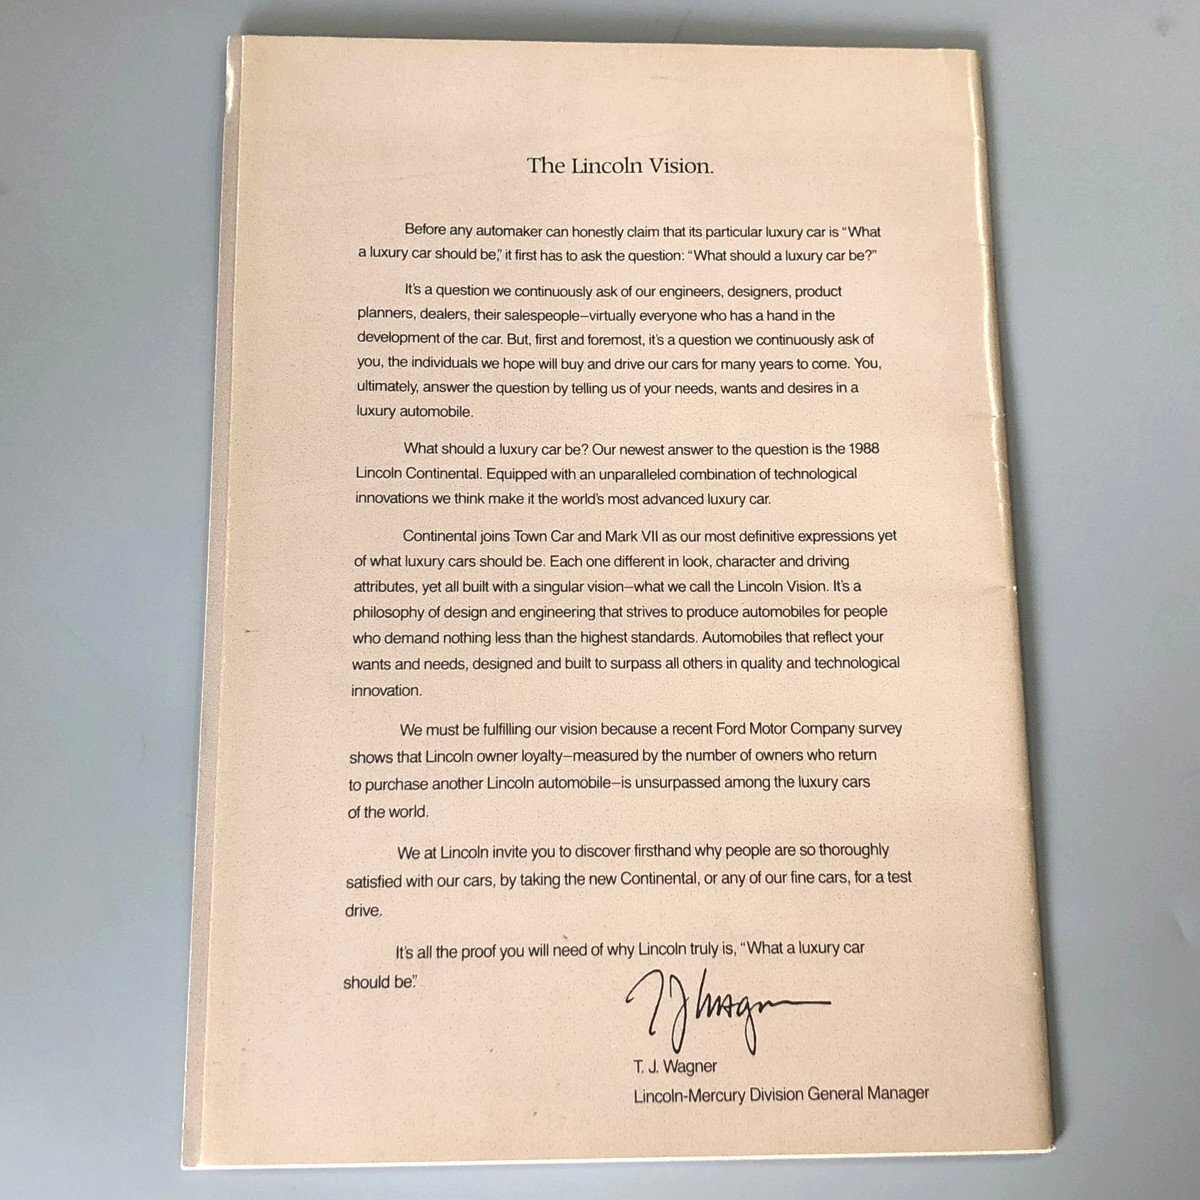 The Lincoln Vision.
Before any automaker can honestly claim that its particular luxury car is “What
a luxury car should be,” it first has to ask the question: “What should a luxury car be?”
It's a question we continuously ask of our engineers, designers, product
planners, dealers, their salespeople—virtually everyone who has a hand in the
development of the car. But, first and foremost, it's a question we continuously ask of
you, the individuals we hope will buy and drive our cars for many years to come. You,
ultimately, answer the question by telling us of your needs, wants and desires in a
luxury automobile.
What should a luxury car be? Our newest answer to the question is the 1988
Lincoln Continental. Equipped with an unparalleled combination of technological
innovations we think make it the world's most advanced luxury car.
Continental joins Town Car and Mark VII as our most definitive expressions yet
of what luxury cars should be. Each one different in look, character and driving
attributes, yet all built with a singular vision—what we call the Lincoln Vision. It's a
philosophy of design and engineering that strives to produce automobiles for people
who demand nothing less than the highest standards. Automobiles that reflect your
wants and needs, designed and built to surpass all others in quality and technological
innovation.
We must be fulfilling our vision because a recent Ford Motor Company survey
shows that Lincoln owner loyalty—measured by the number of owners who return
to purchase another Lincoln automobile—is unsurpassed among the luxury cars
of the world.
We at Lincoln invite you to discover firsthand why people are so thoroughly
satisfied with our cars, by taking the new Continental, or any of our fine cars, for a test
drive.
It's all the proof you will need of why Lincoln truly is, “What a luxury car
should be.”
TJ Wagner
T. J. Wagner
Lincoln-Mercury Division General Manager